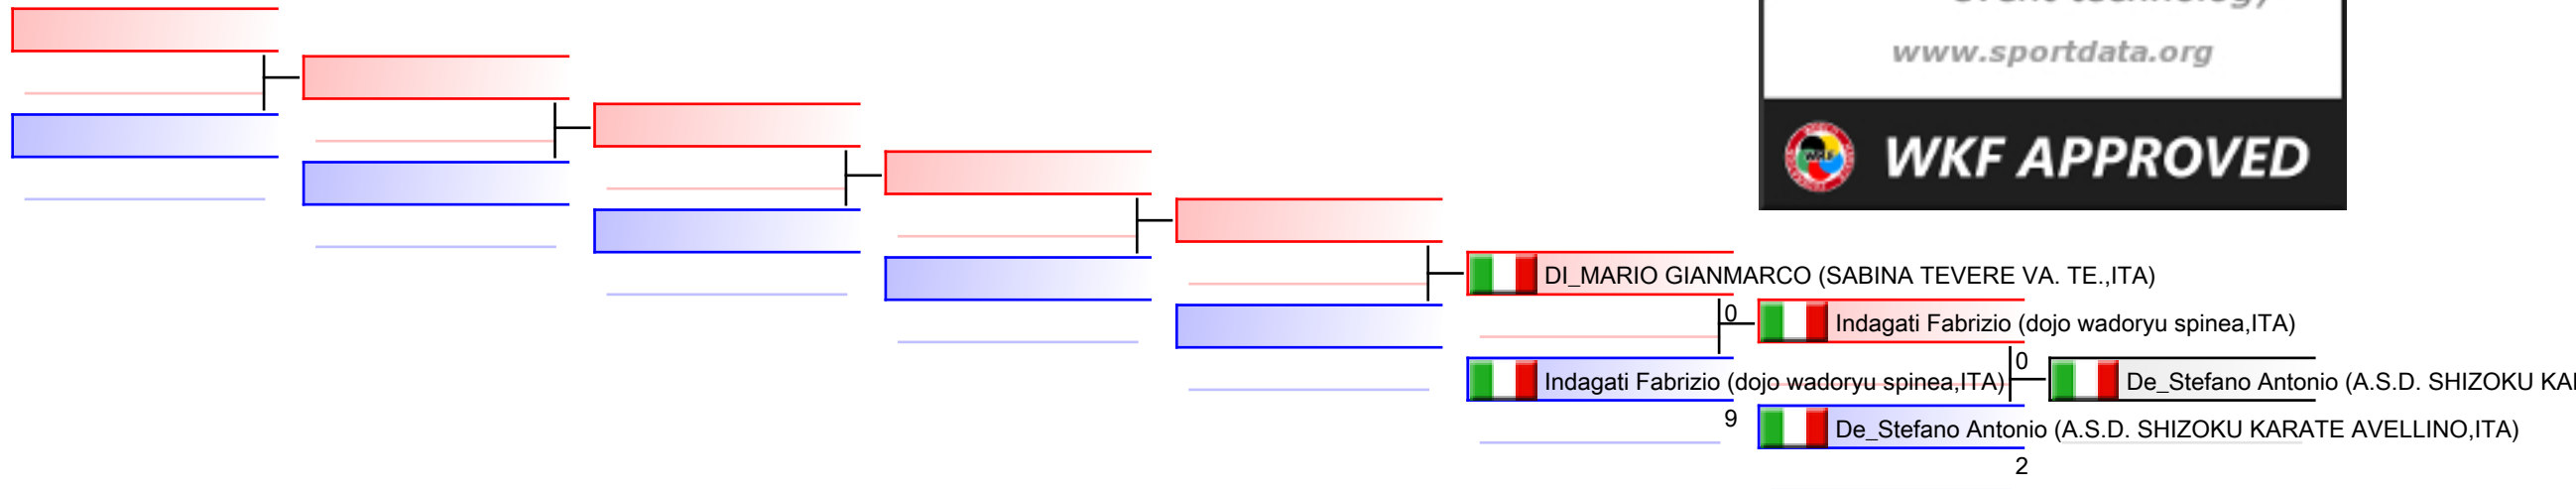 event technology
www.sportdata.org
WKF APPROVED
DI_MARIO GIANMARCO (SABINA TEVERE VA. TE.,ITA)
0
Indagati Fabrizio (dojo wadoryu spinea,ITA)
0
Indagati Fabrizio (dojo wadoryu spinea,ITA)
De_Stefano Antonio (A.S.D. SHIZOKU KA
9
De_Stefano Antonio (A.S.D. SHIZOKU KARATE AVELLINO,ITA)
2